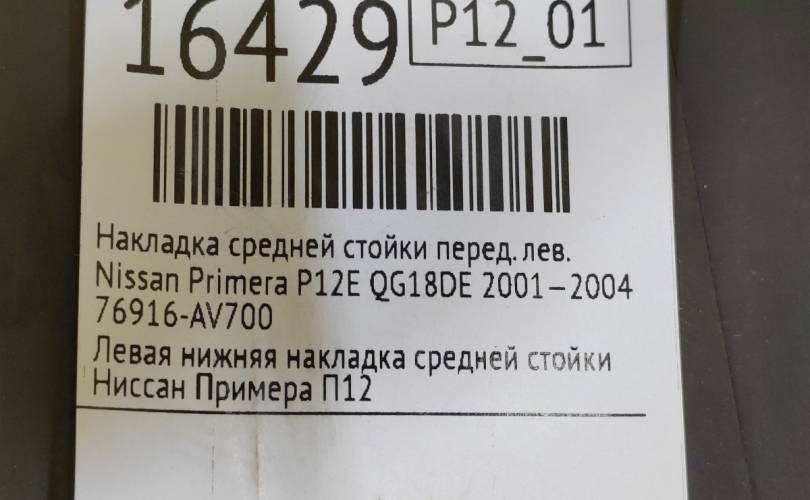 16429
P12_01
Накладка средней стойки перед. лев.
Nissan Primera P12E QG18DE 2001–2004
76916-AV700
Левая нижняя накладка средней стойки
Ниссан Примера П12